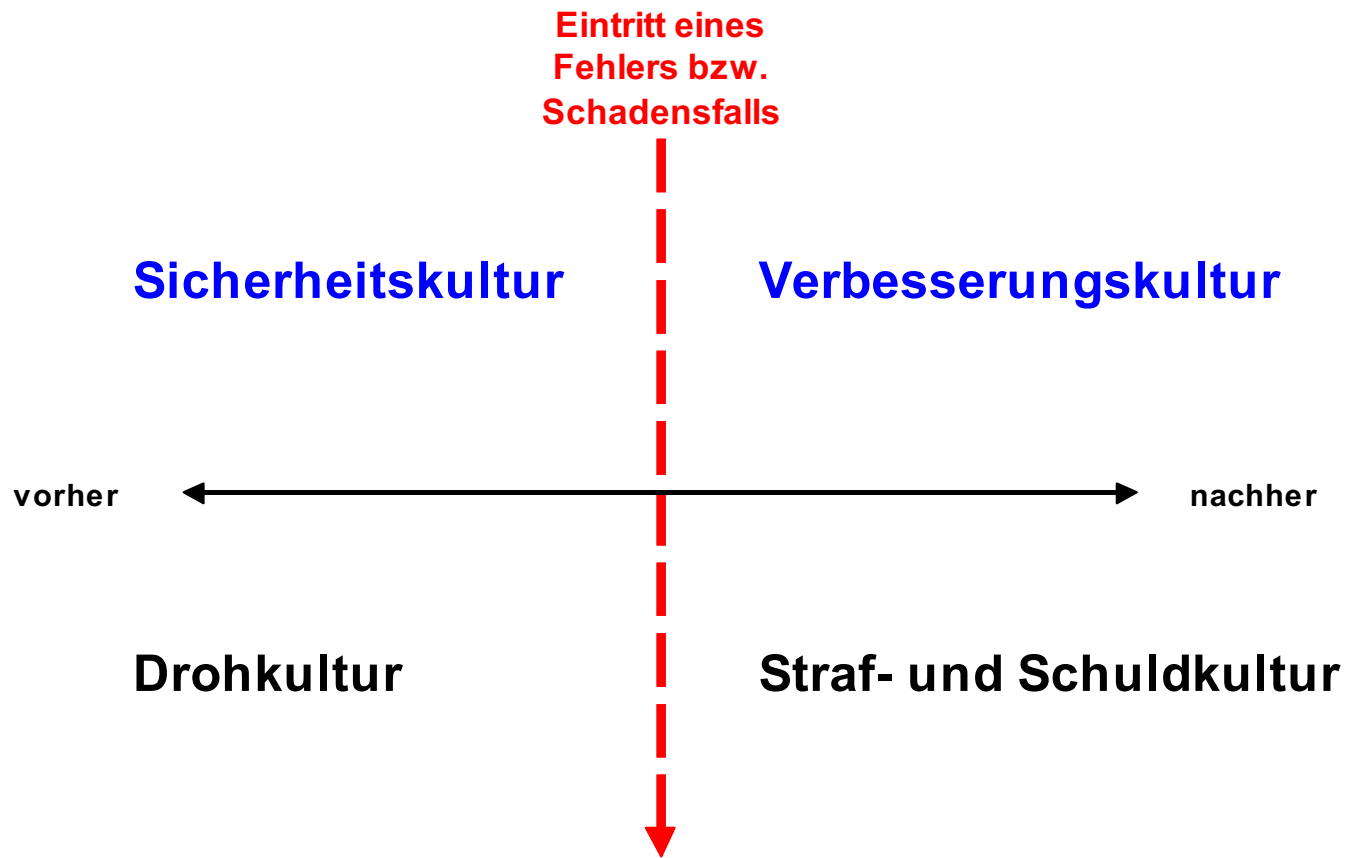 Eintritt eines
Fehlers bzw.
Schadensfalls
Sicherheitskultur
Verbesserungskultur
vorher
nachher
Drohkultur
Straf- und Schuldkultur